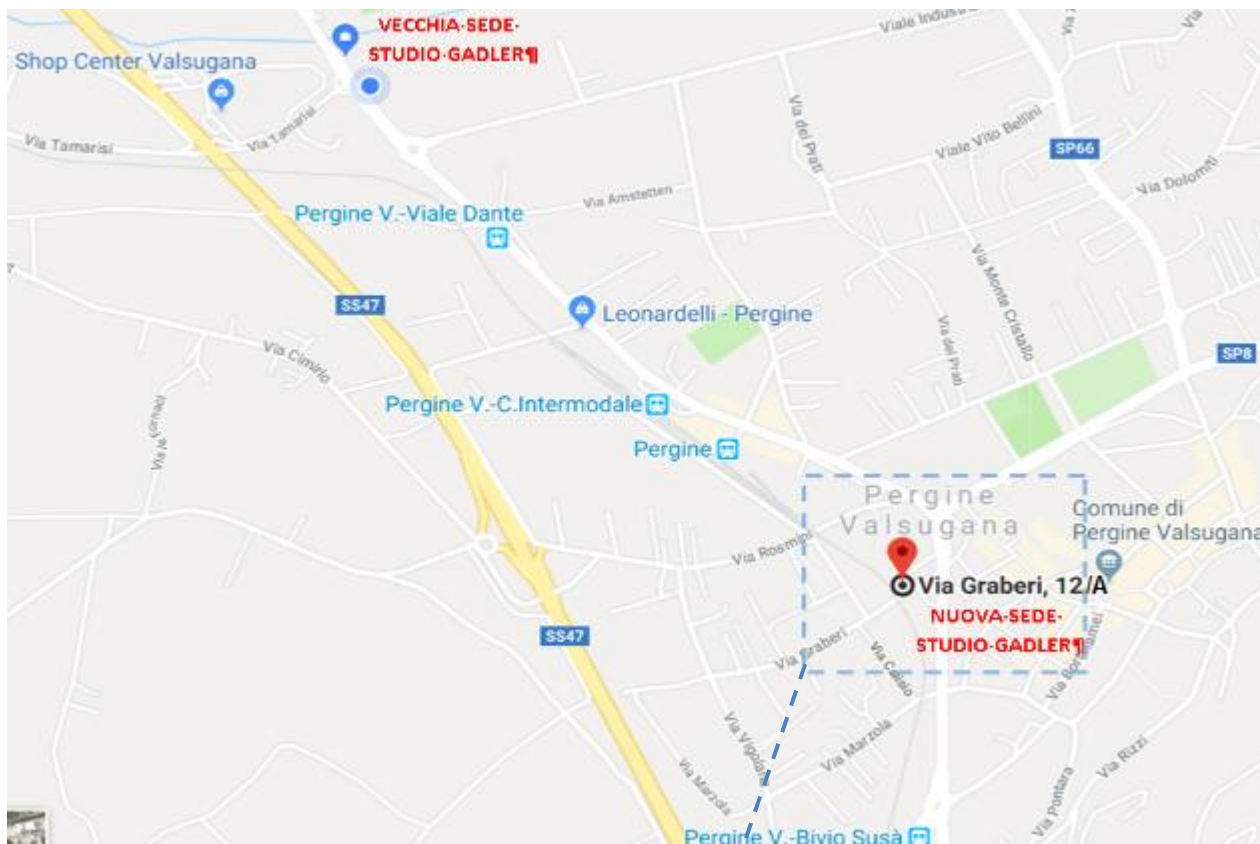 VECCHIA-SEDE-
STUDIO-GADLER¶
Viale Industria
Shop Center Valsugana
Via Tamarisi
Via Tamarisi
Via dei Prati
Viale Vito Bellini
SP66
Via Dolomiti
Via Amstetten
Pergine V.-Viale Dante
Via Monte Cristallo
SS47
Leonardelli - Pergine
Via dei Prati
Via Cimirlo
SP8
Pergine V.-C.Intermodale
Via le Fornaci
Pergine
Pergine
Valsugana
Comune di
Pergine Valsugana
Via Rosmini
Via Graberi, 12/A
NUOVA-SEDE-
STUDIO-GADLER¶
SS47
Via Graberi
Via Caisio
Via Vigolana
Via Marzola
Via Marzola
Via Rizzi
Via Pontara
Pergine V.-Bivio Susà